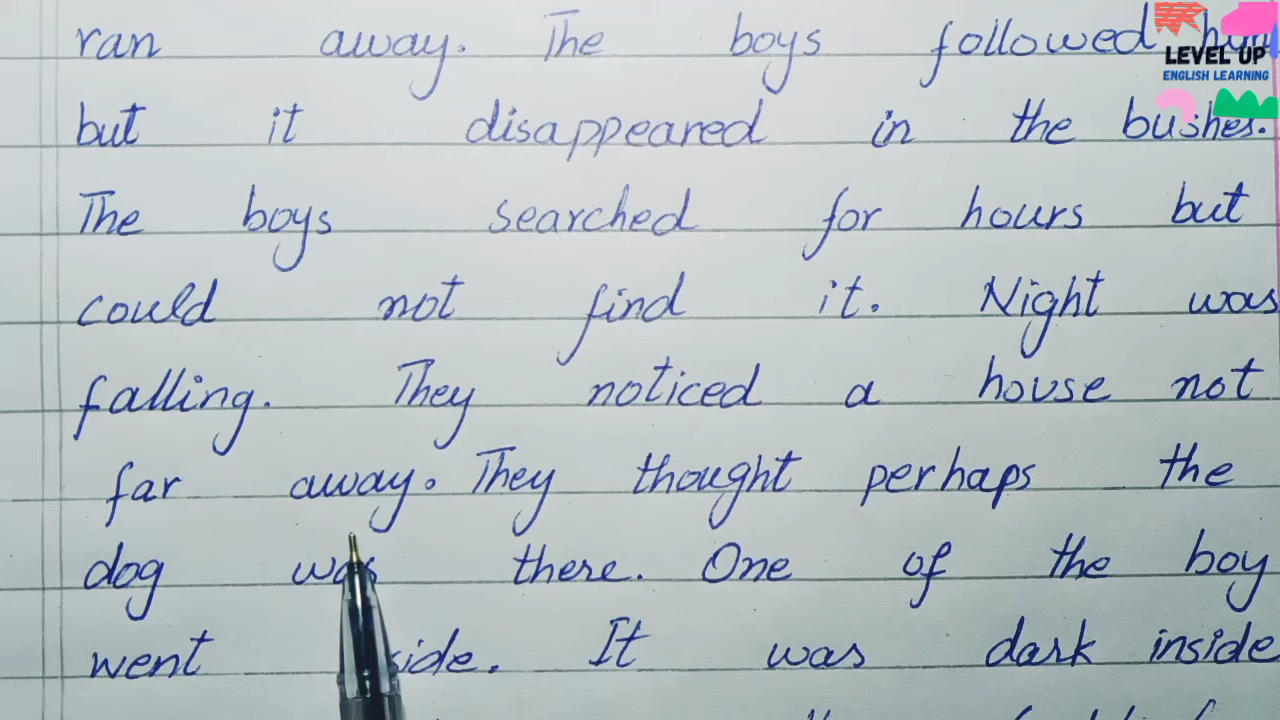 ran away. The boys followed him
LEVEL UP
ENGLISH LEARNING
but it disappeared in the bushes.
The boys searched for hours but
could not find it. Night was
falling. They noticed a house not
far away. They thought perhaps the
dog was there. One of the boy
went side. It was dark inside